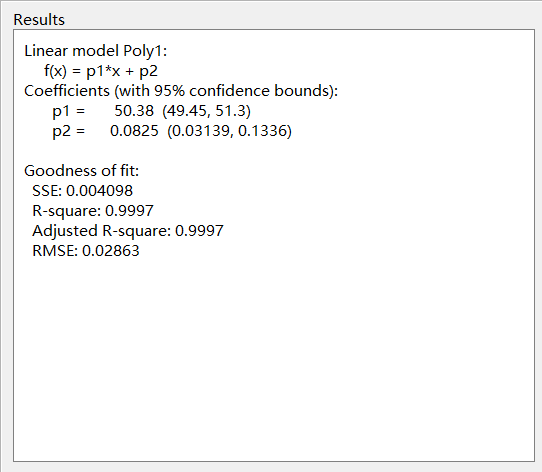 Results
Linear model Poly1:
f(x) = p1*x + p2
Coefficients (with 95% confidence bounds):
p1 = 50.38 (49.45, 51.3)
p2 = 0.0825 (0.03139, 0.1336)
Goodness of fit:
SSE: 0.004098
R-square: 0.9997
Adjusted R-square: 0.9997
RMSE: 0.02863